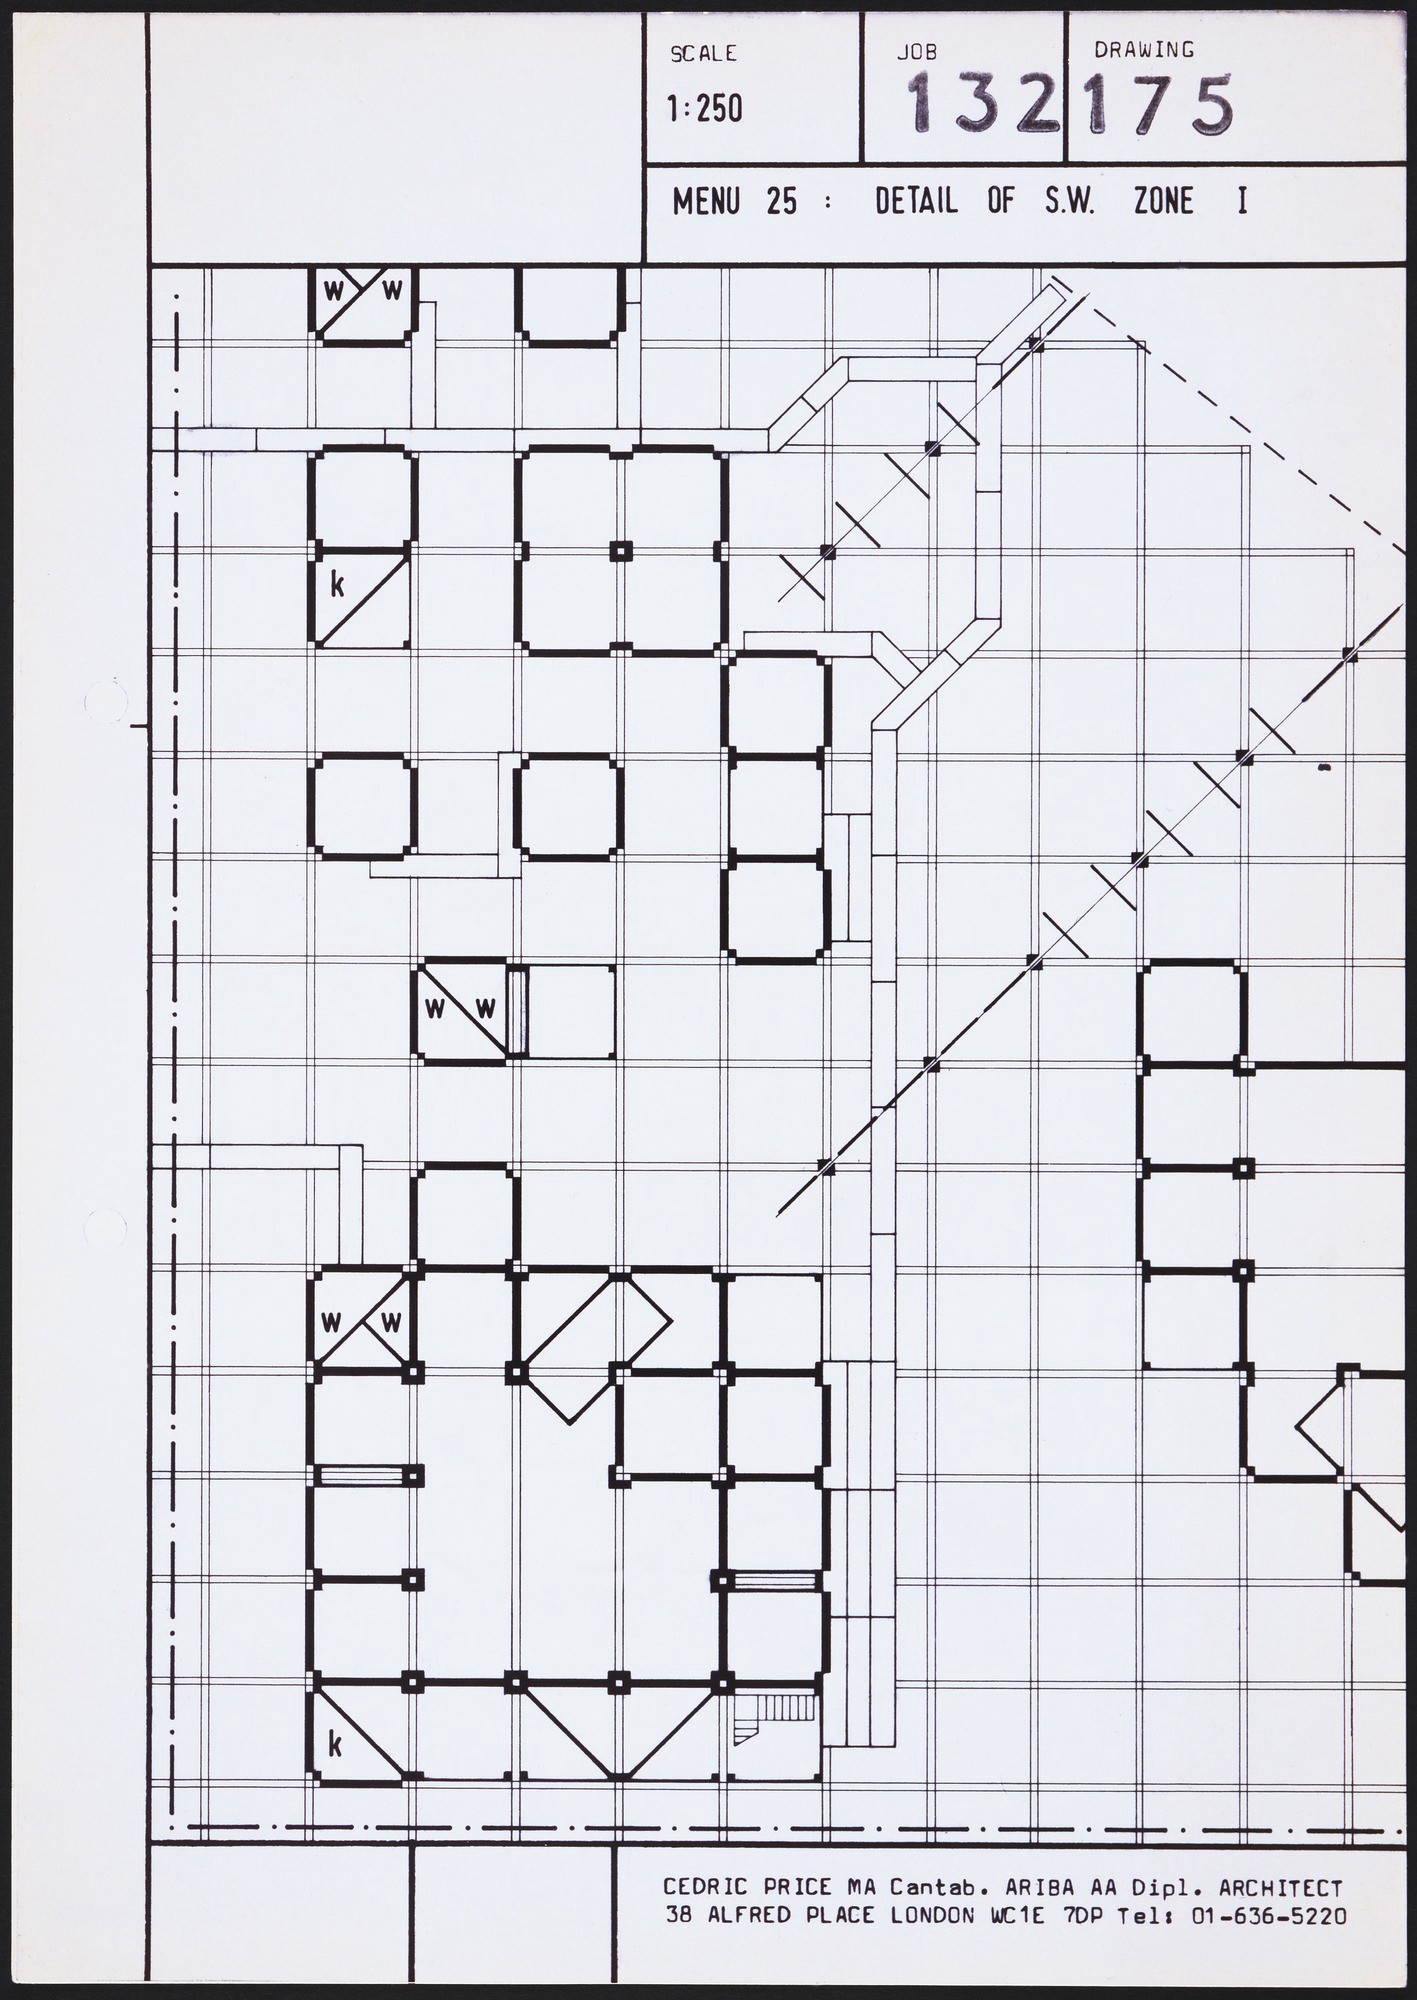 SCALE
1:250
JOB
132
DRAWING
175
MENU 25 : DETAIL OF S.W. ZONE I
W W
k
W W
W W
k
CEDRIC PRICE MA Cantab. ARIBA AA Dipl. ARCHITECT
38 ALFRED PLACE LONDON WC1E 7DP Tel: 01-636-5220